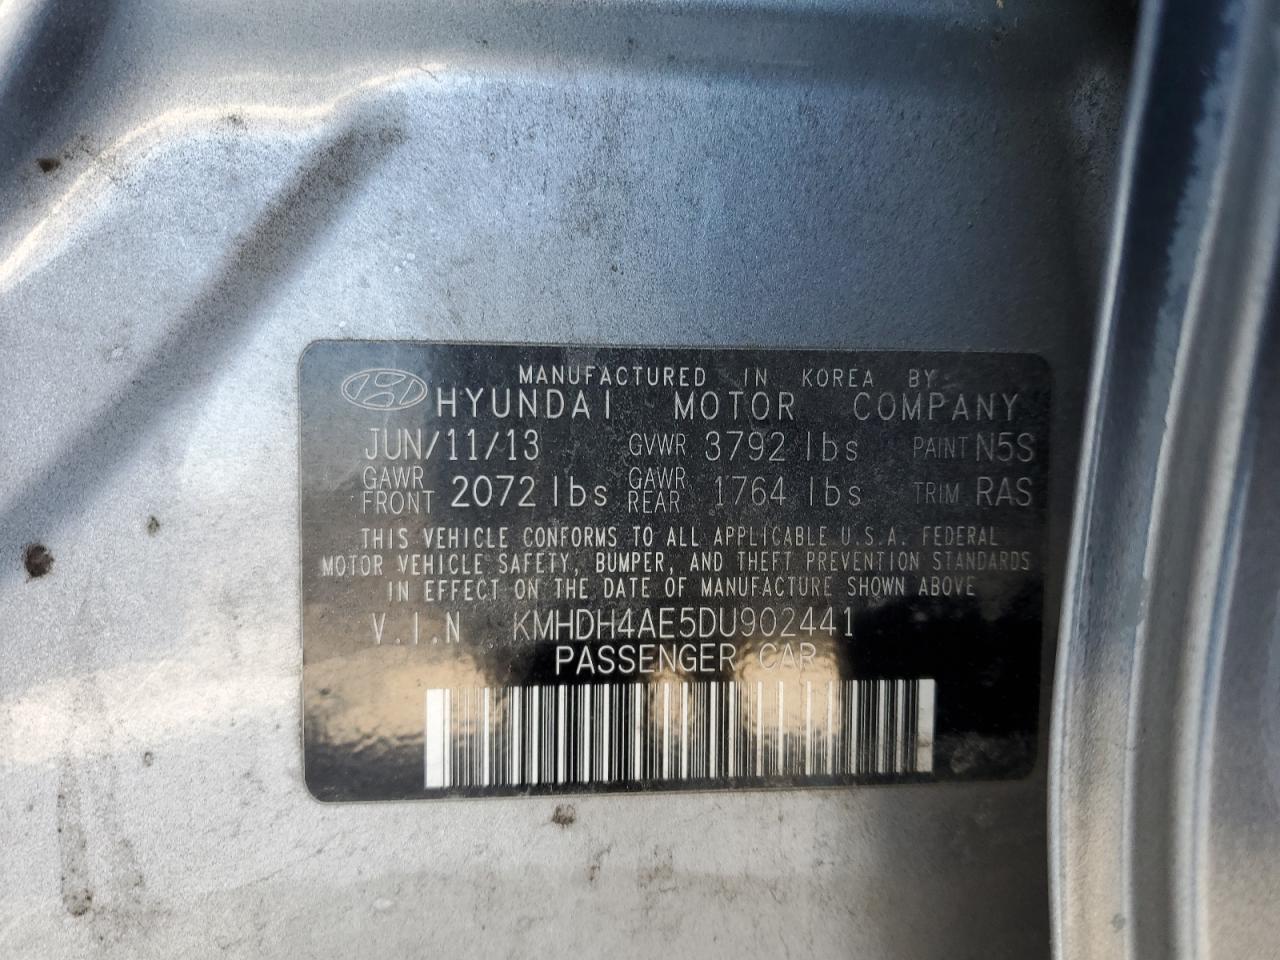 MANUFACTURED IN KOREA BY
HYUNDAI MOTOR COMPANY
JUN/11/13 GVWR 3792 lbs PAINT N5S
GAWR FRONT 2072 lbs GAWR REAR 1764 lbs TRIM RAS
THIS VEHICLE CONFORMS TO ALL APPLICABLE U.S.A. FEDERAL
MOTOR VEHICLE SAFETY, BUMPER, AND THEFT PREVENTION STANDARDS
IN EFFECT ON THE DATE OF MANUFACTURE SHOWN ABOVE
V.I.N KMHDH4AE5DU902441
PASSENGER CAR